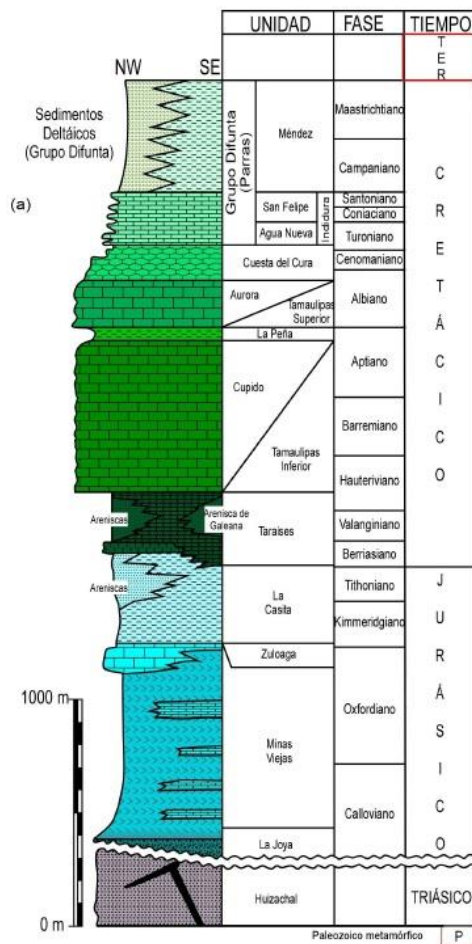 UNIDAD FASE TIEMPO
T
E
R
NW SE
Sedimentos
Deltáicos
(Grupo Difunta)
(a)
Grupo Difunta
(Parras)
Méndez
Maastrichtiano
Campaniano
San Felipe
Agua Nueva
Indidura
Santoniano
Coniaciano
Turoniano
Cuesta del Cura
Cenomaniano
Aurora
Tamaulipas
Superior
Albiano
La Peña
Aptiano
Cupido
Tamaulipas
Inferior
Barremiano
Hauteriviano
C
R
E
T
Á
C
I
C
O
Areniscas
Arenisca de
Galeana
Taraises
Valanginiano
Berriasiano
Areniscas
La
Casita
Tithoniano
Kimmeridgiano
Zuloaga
Oxfordiano
Minas
Viejas
Calloviano
La Joya
J
U
R
Á
S
I
C
O
1000 m
Huizachal
TRIÁSICO
0 m
Paleozoico metamórfico P